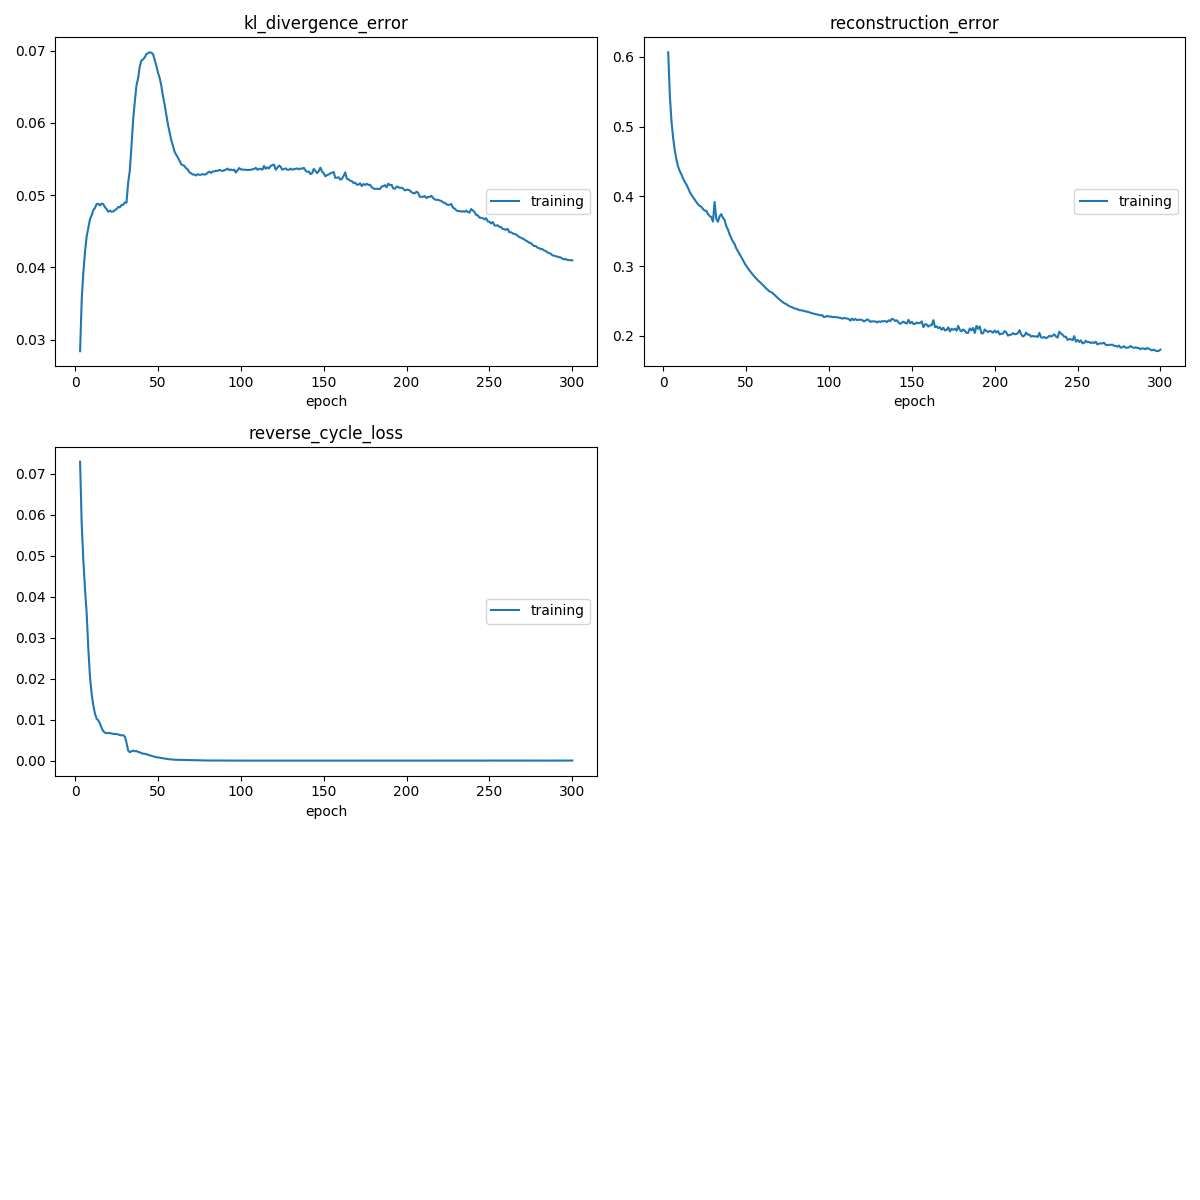 kl_divergence_error
0.07
0.06
0.05
0.04
0.03
training
0 50 100 150 200 250 300
epoch
reconstruction_error
0.6
0.5
0.4
0.3
0.2
training
0 50 100 150 200 250 300
epoch
reverse_cycle_loss
0.07
0.06
0.05
0.04
0.03
0.02
0.01
0.00
training
0 50 100 150 200 250 300
epoch